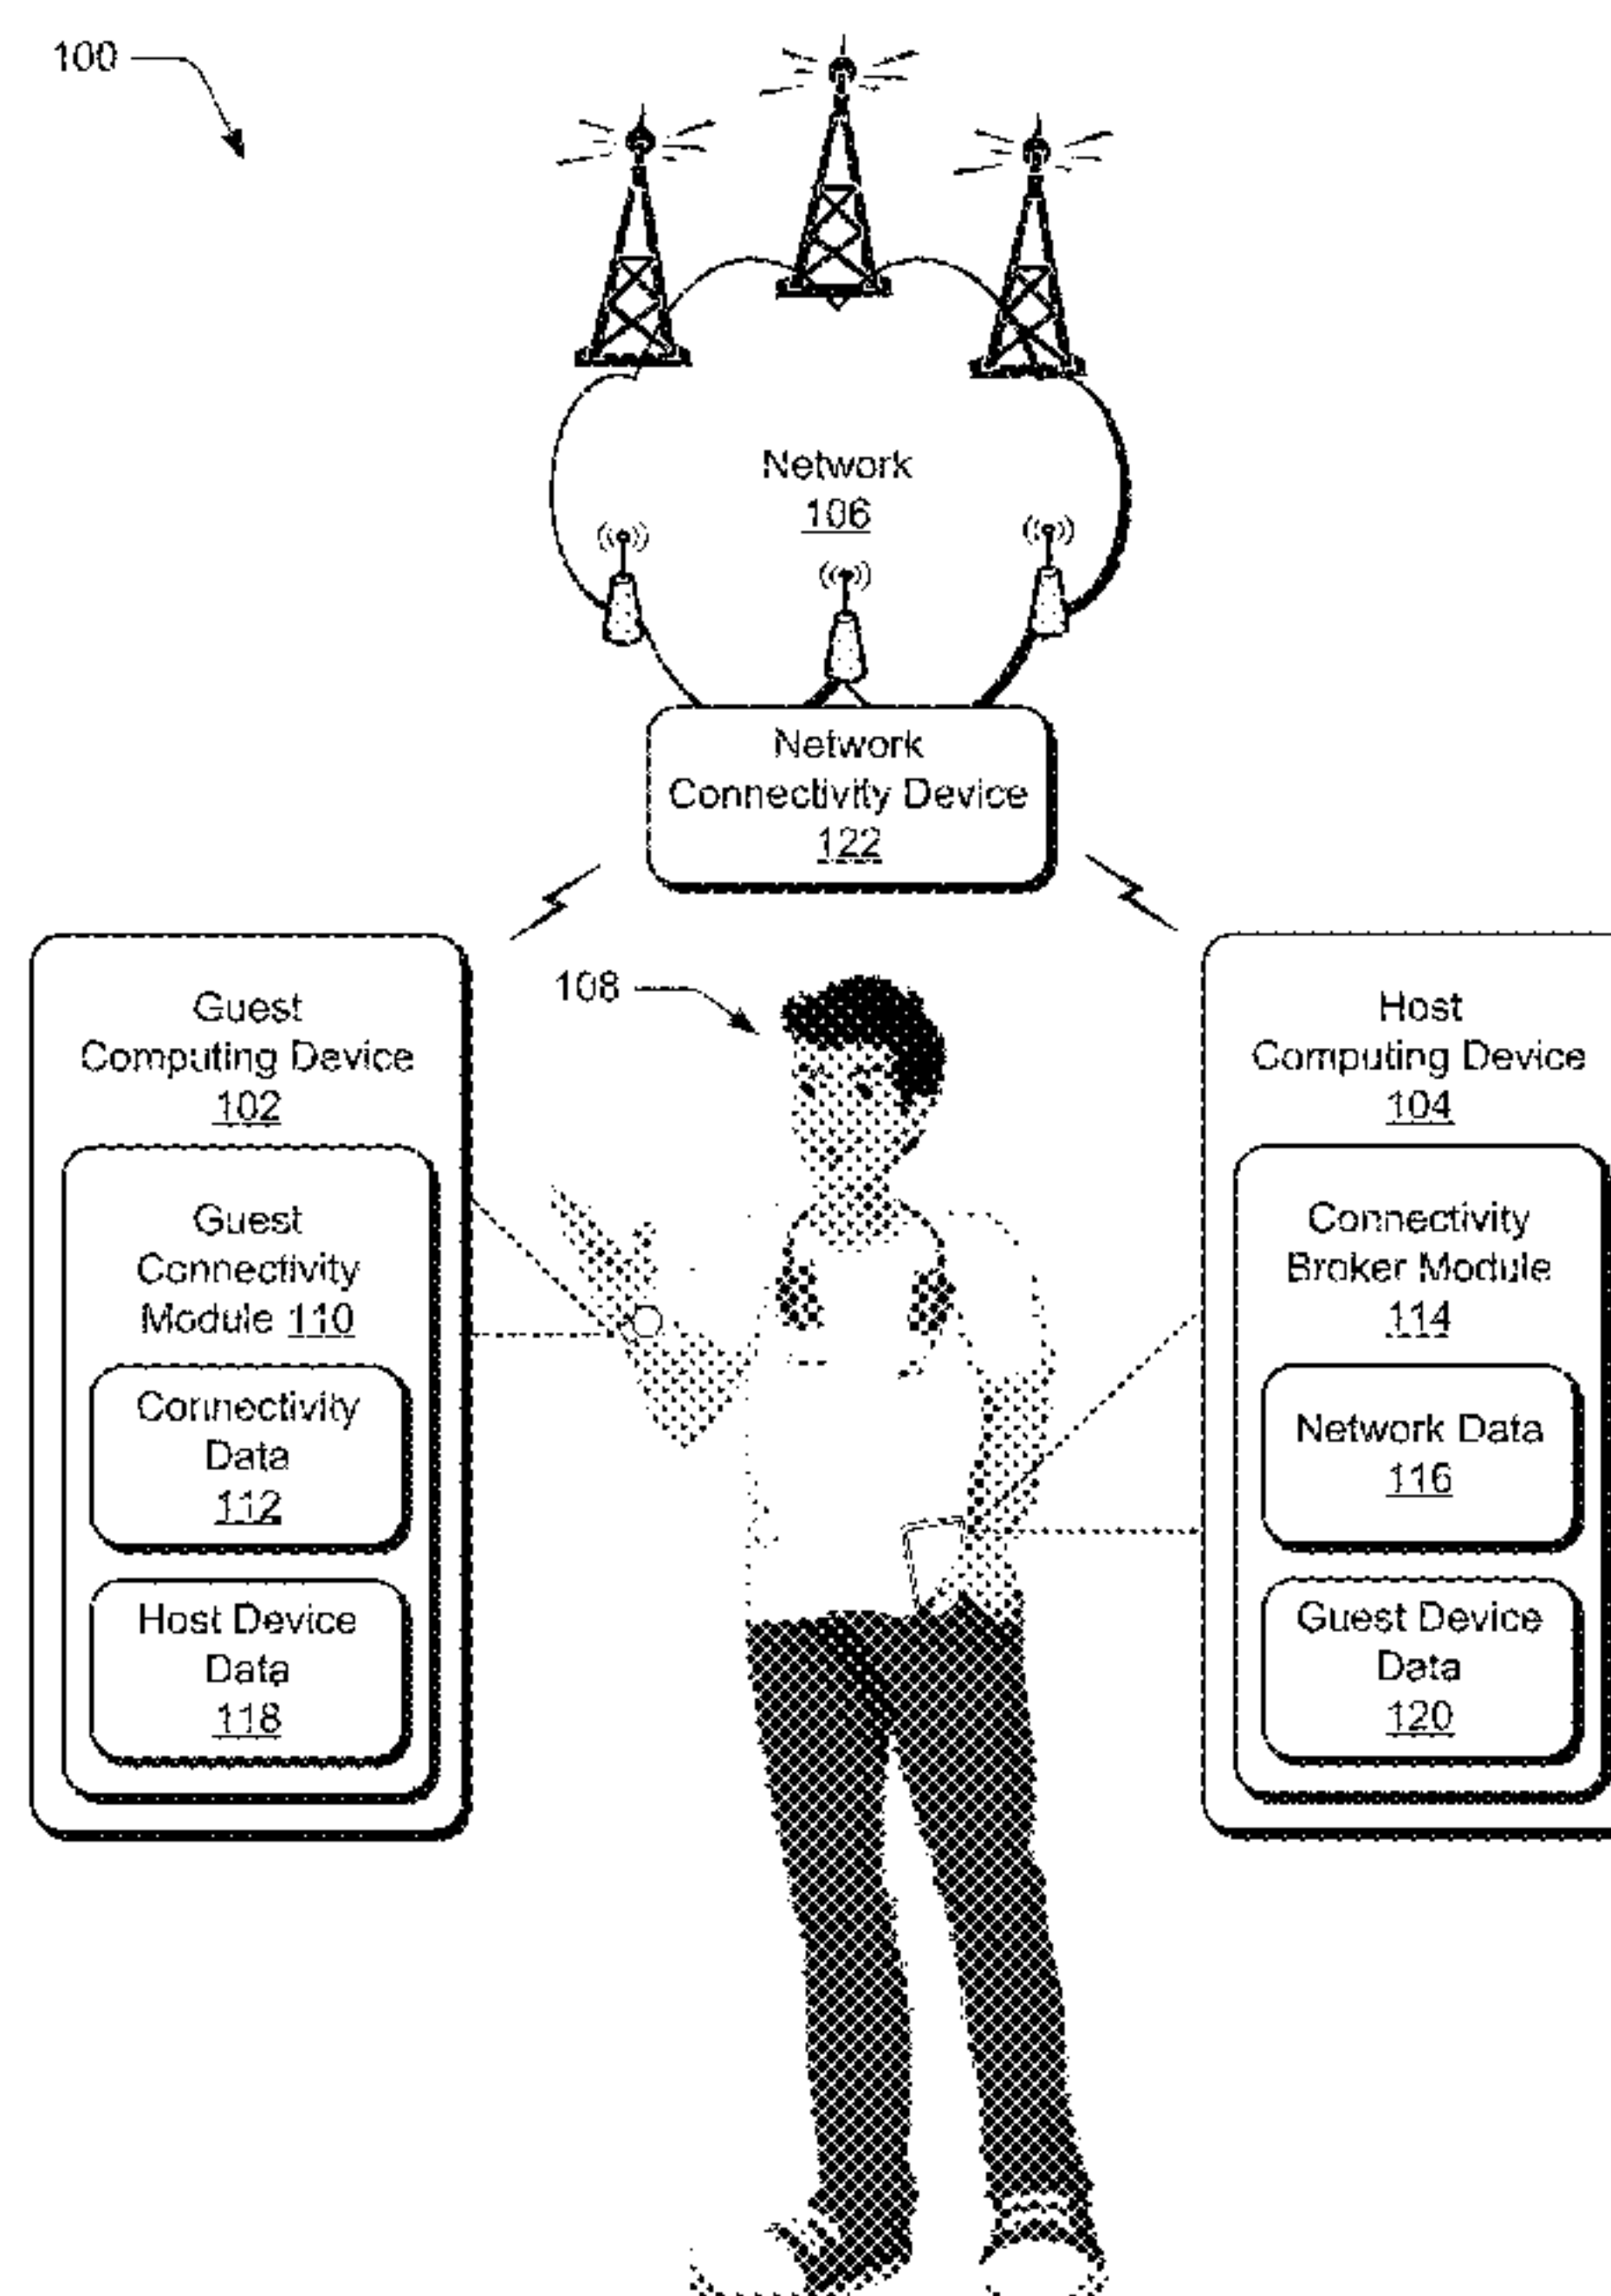 100
Network
106
Network
Connectivity Device
122
108
Guest
Computing Device
102
Guest
Connectivity
Module 110
Connectivity
Data
112
Host Device
Data
118
Host
Computing Device
104
Connectivity
Broker Module
114
Network Data
116
Guest Device
Data
120